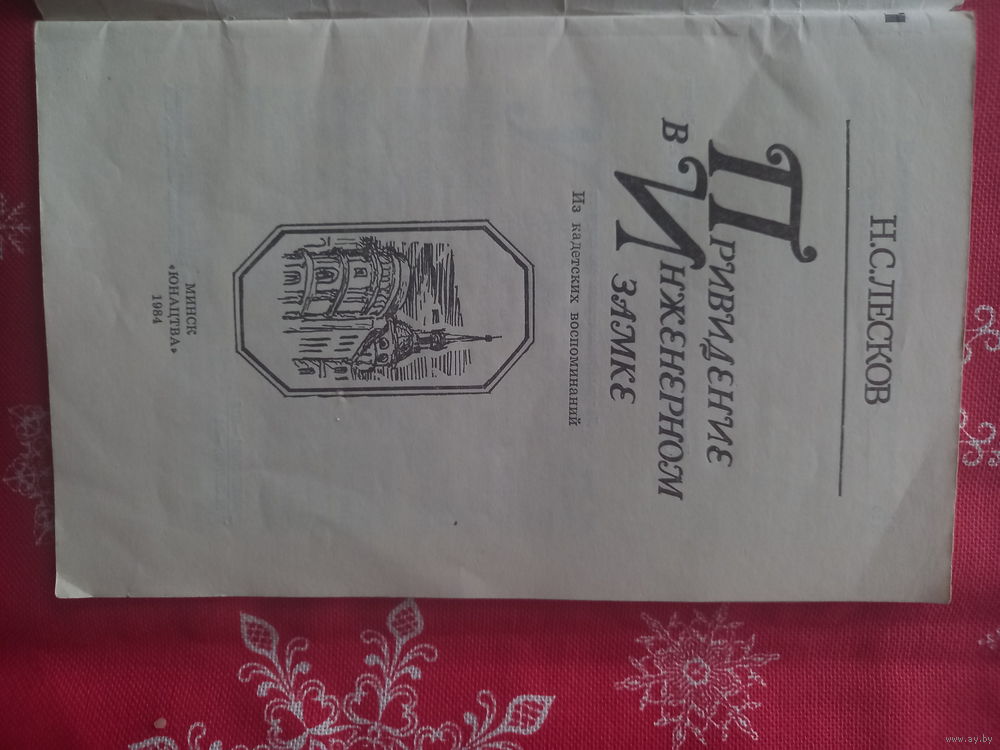 Н.С.ЛЕСКОВ
ПРИВИДЕНИЕ
В ИНЖЕНЕРНОМ
ЗАМКЕ
Из кадетских воспоминаний
МИНСК
«ЮНАЦТВА»
1984
www.ay.by